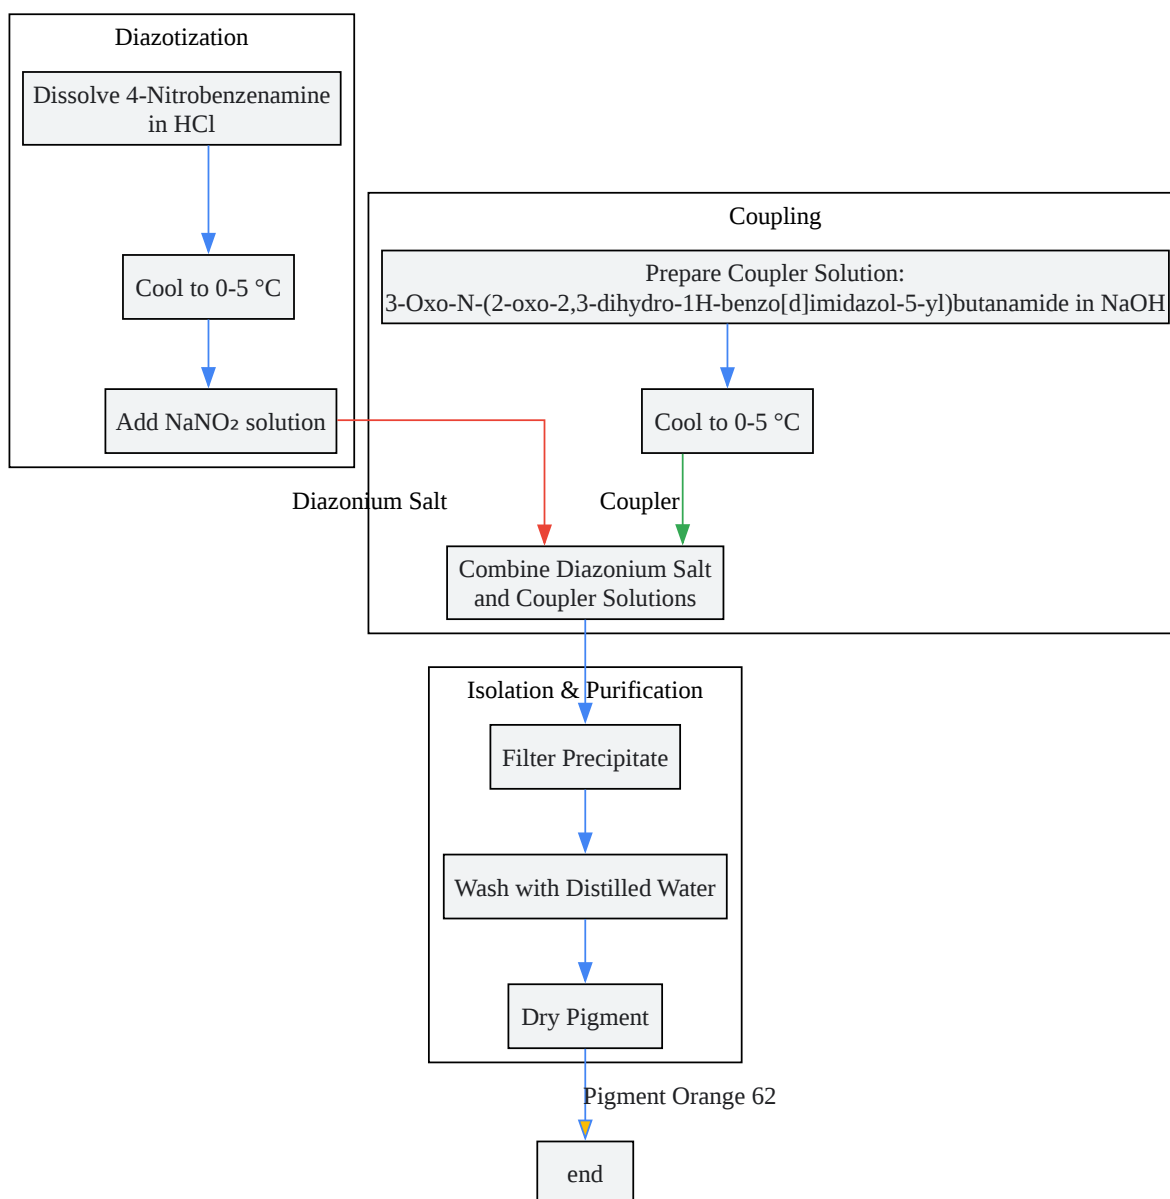 Diazotization
Dissolve 4-Nitrobenzenamine
in HCl
Cool to 0-5 °C
Add NaNO₂ solution
Diazonium Salt
Coupling
Prepare Coupler Solution:
3-Oxo-N-(2-oxo-2,3-dihydro-1H-benzo[d]imidazol-5-yl)butanamide in NaOH
Cool to 0-5 °C
Coupler
Combine Diazonium Salt
and Coupler Solutions
Isolation & Purification
Filter Precipitate
Wash with Distilled Water
Dry Pigment
Pigment Orange 62
end